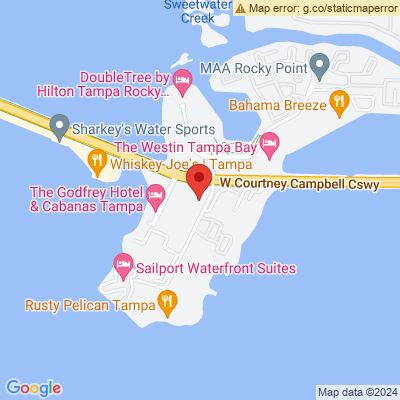 Map error: g.co/staticmaperror
Sweetwater
Creek
DoubleTree by
Hilton Tampa Rocky...
MAA Rocky Point
Bahama Breeze
Sharkey's Water Sports
The Westin Tampa Bay
Whiskey Joe's | Tampa
W Courtney Campbell Cswy
The Godfrey Hotel
& Cabanas Tampa
Sailport Waterfront Suites
Rusty Pelican Tampa
Google
Map data ©2024